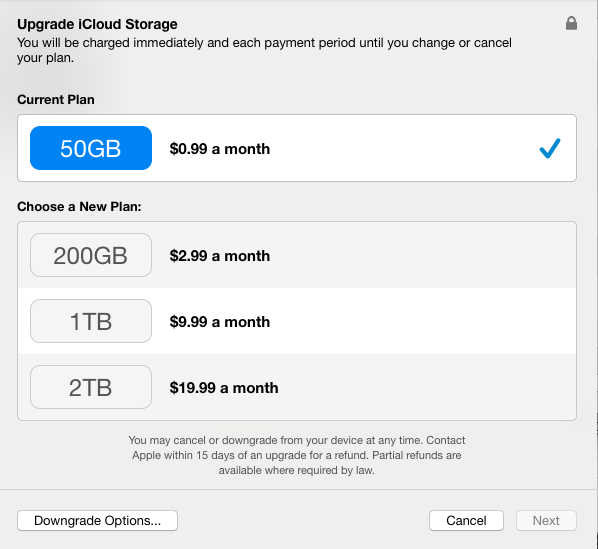 Upgrade iCloud Storage
You will be charged immediately and each payment period until you change or cancel
your plan.
Current Plan
50GB $0.99 a month
Choose a New Plan:
200GB $2.99 a month
1TB $9.99 a month
2TB $19.99 a month
You may cancel or downgrade from your device at any time. Contact
Apple within 15 days of an upgrade for a refund. Partial refunds are
available where required by law.
Downgrade Options... Cancel Next